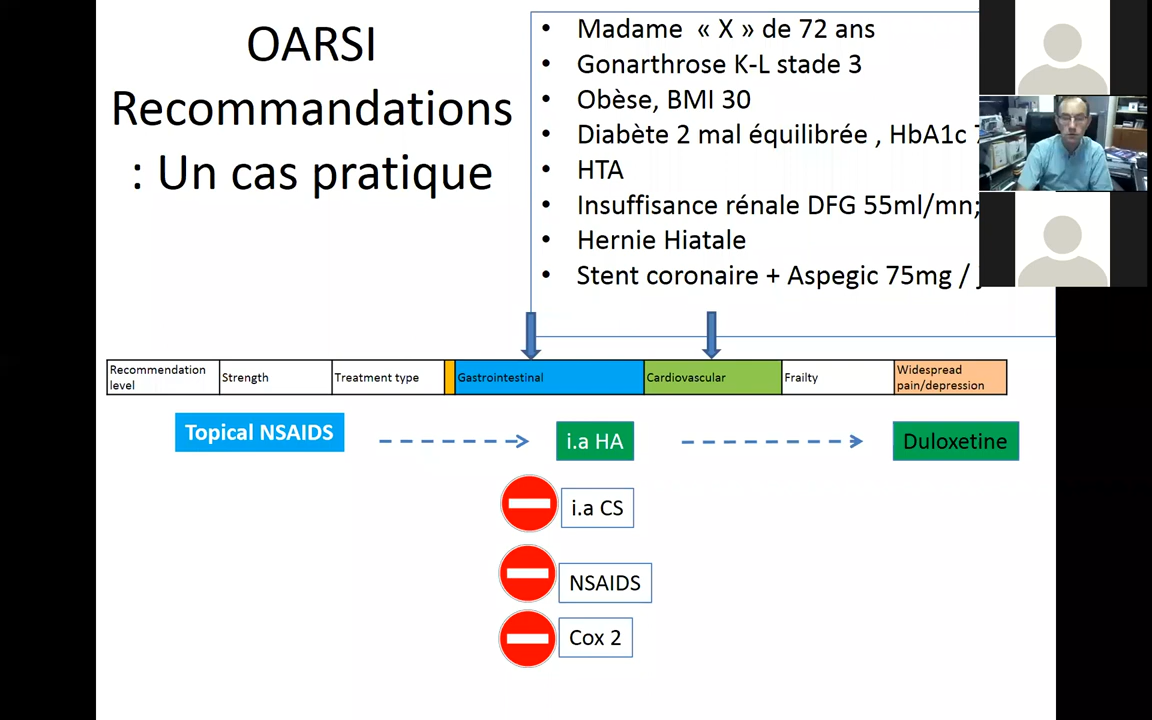 OARSI
Recommandations
: Un cas pratique
• Madame « X » de 72 ans
• Gonarthrose K-L stade 3
• Obèse, BMI 30
• Diabète 2 mal équilibrée , HbA1c
• HTA
• Insuffisance rénale DFG 55ml/mn;
• Hernie Hiatale
• Stent coronaire + Aspegic 75mg /
Recommendation
level
Strength
Treatment type
Gastrointestinal
Cardiovascular
Frailty
Widespread
pain/depression
Topical NSAIDS
i.a HA
Duloxetine
i.a CS
NSAIDS
Cox 2